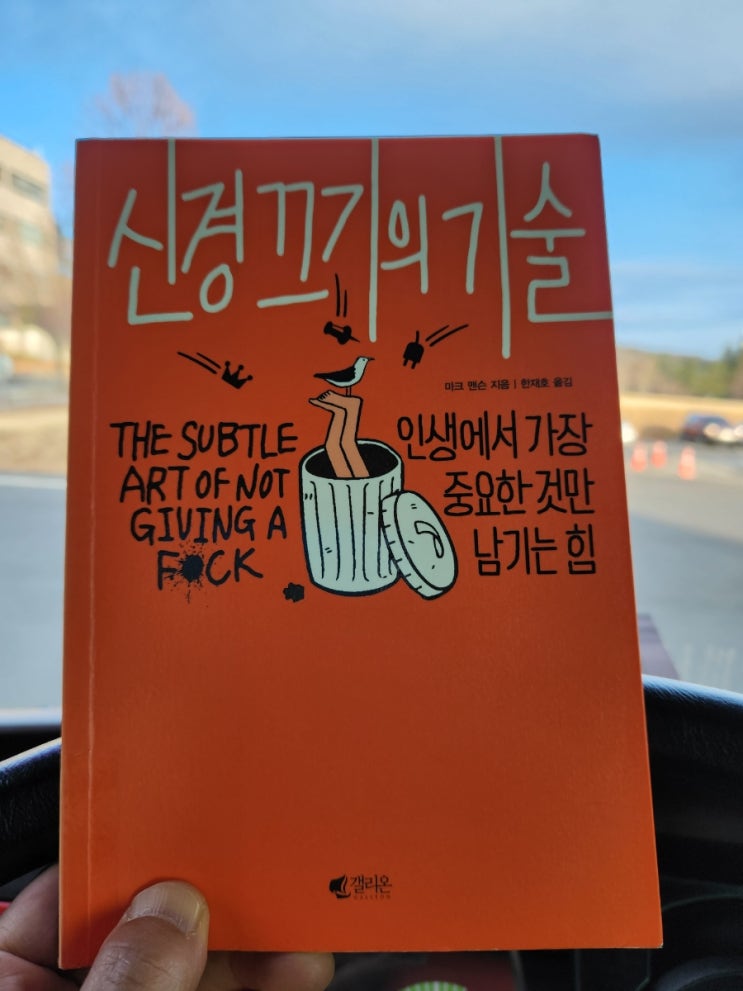 신경 끄기의 기술
마크 맨슨 지음 | 한재호 옮김
THE SUBTLE
ART OF NOT
GIVING A
F CK
인생에서 가장
중요한 것만
남기는 힘
갤리온
GALLEON